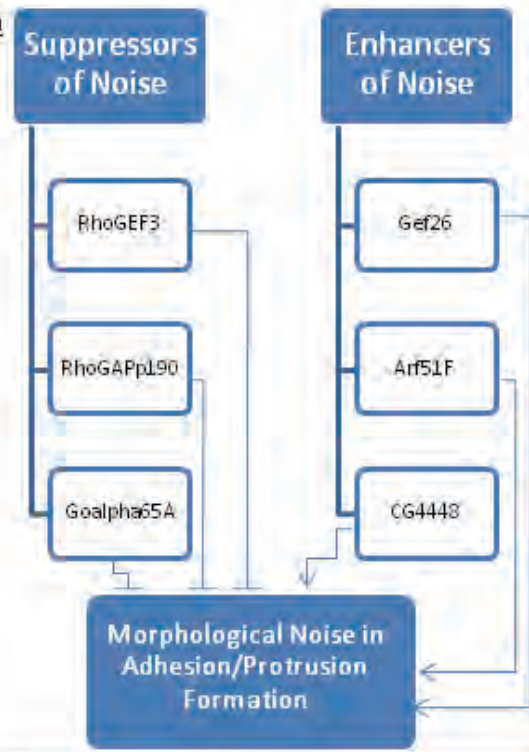 Suppressors
of Noise
RhoGEF3
RhoGAPp190
Goalpha65A
Enhancers
of Noise
Gef26
Arf51F
CG4448
Morphological Noise in
Adhesion/Protrusion
Formation